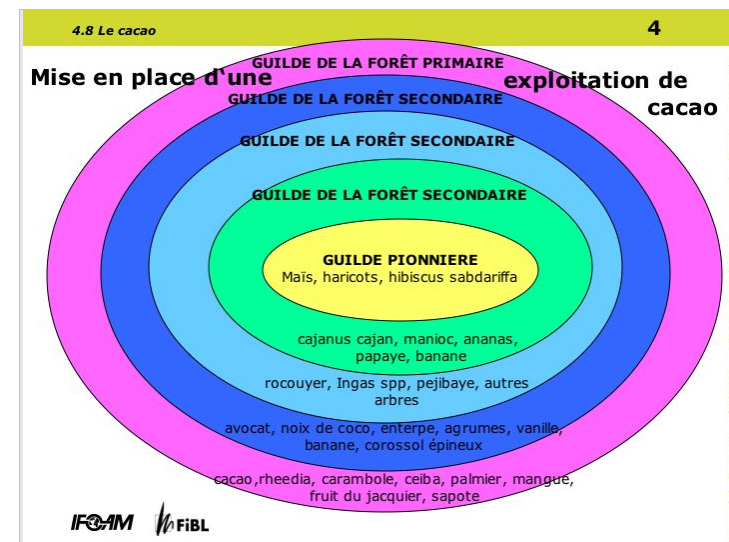 4.8 Le cacao
4
Mise en place d'une exploitation de
cacao
GUILDE DE LA FORÊT PRIMAIRE
GUILDE DE LA FORÊT SECONDAIRE
GUILDE DE LA FORÊT SECONDAIRE
GUILDE DE LA FORÊT SECONDAIRE
GUILDE PIONNIERE
Maïs, haricots, hibiscus sabdariffa
cajanus cajan, manioc, ananas,
papaye, banane
rocouyer, Ingas spp, pejibaye, autres
arbres
avocat, noix de coco, enterpe, agrumes, vanille,
banane, corossol épineux
cacao,rheedia, carambole, ceiba, palmier, mangue,
fruit du jacquier, sapote
IFOAM FiBL